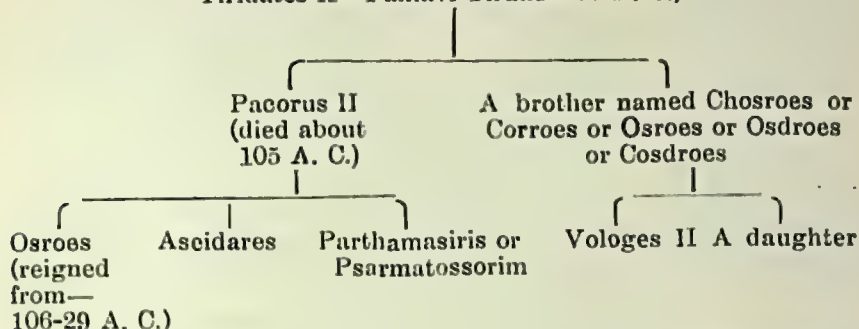 Pacorus II
(died about
105 A. C.)
A brother named Chosroes or
Corroes or Osroes or Osdroes
or Cosdroes
Osroes
(reigned
from—
106-29 A. C.)
Ascidares
Parthamasiris or
Psarmatossorim
Vologes II A daughter